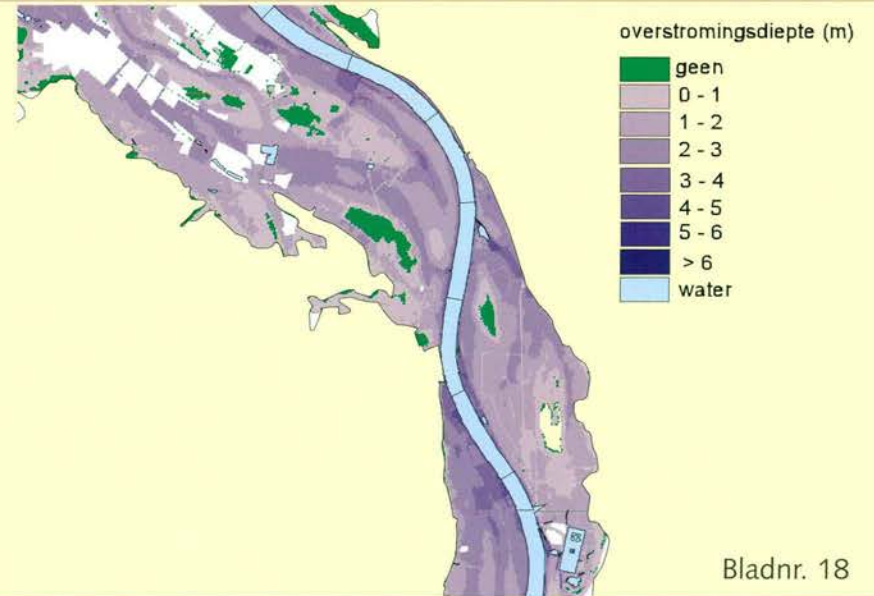 overstromingsdiepte (m)
geen
0 - 1
1 - 2
2 - 3
3 - 4
4 - 5
5 - 6
> 6
water
Bladnr. 18